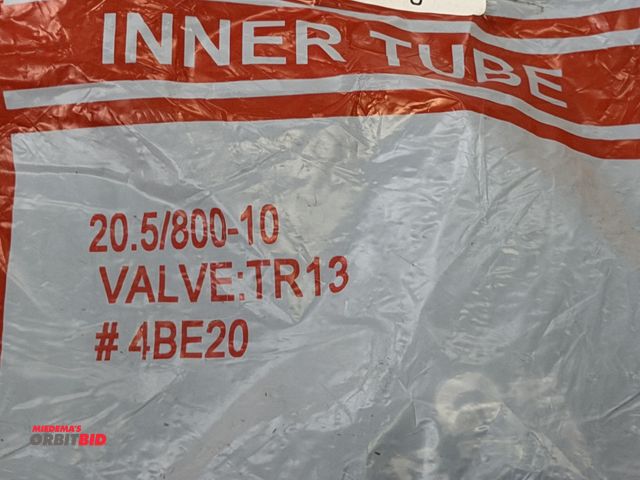 INNER TUBE
20.5/800-10
VALVE:TR13
# 4BE20
MIEDEMA'S
ORBITBID